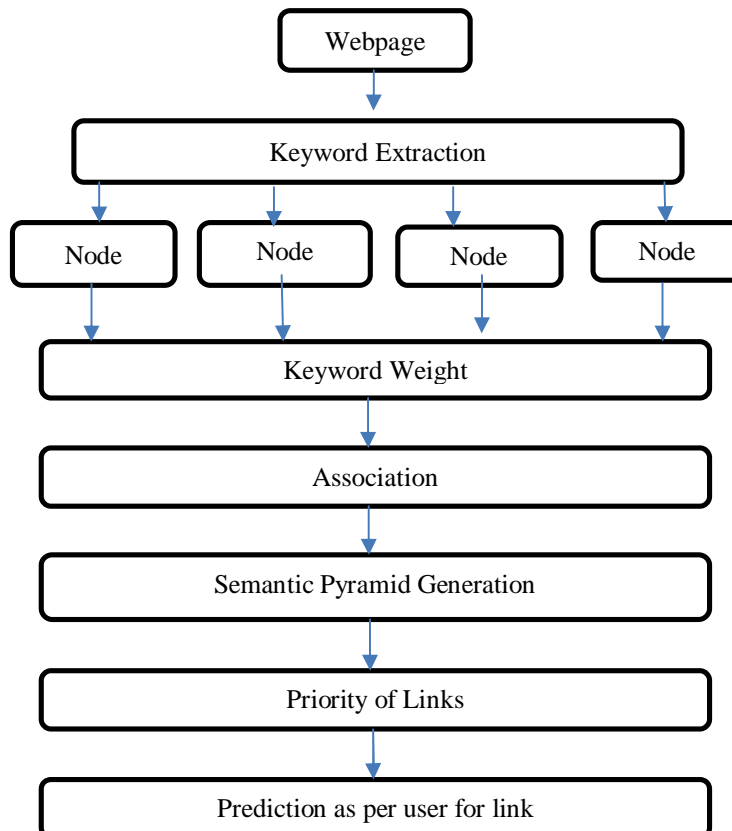 Webpage
Keyword Extraction
Node
Node
Node
Node
Keyword Weight
Association
Semantic Pyramid Generation
Priority of Links
Prediction as per user for link